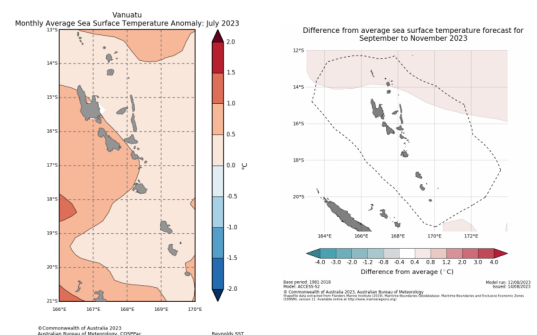 Vanuatu
Monthly Average Sea Surface Temperature Anomaly: July 2023
13°S
14°S
15°S
16°S
17°S
18°S
19°S
20°S
21°S
166°E 167°E 168°E 169°E 170°E
2.0
1.5
1.0
0.5
0.0
-0.5
-1.0
-1.5
-2.0
°C
©Commonwealth of Australia 2023
Australian Bureau of Meteorology, COSPPac
Reynolds SST
Difference from average sea surface temperature forecast for
September to November 2023
12°S
14°S
16°S
18°S
20°S
164°E 166°E 168°E 170°E 172°E
-4.0 -3.0 -2.0 -1.2 -0.8 -0.4 0.4 0.8 1.2 2.0 3.0 4.0
Difference from average (°C)
Base period: 1981-2018
Model: ACCESS-S2
© Commonwealth of Australia 2023, Australian Bureau of Meteorology
Model run: 12/08/2023
Issued: 14/08/2023